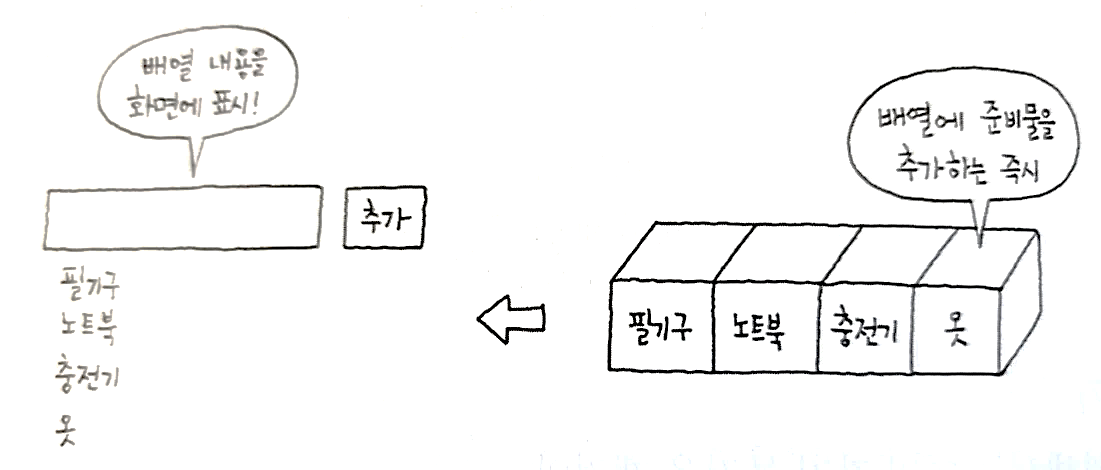 배열 내용을
화면에 표시!
추가
필기구
노트북
충전기
옷
배열에 준비물을
추가하는 즉시
필기구 노트북 충전기 옷